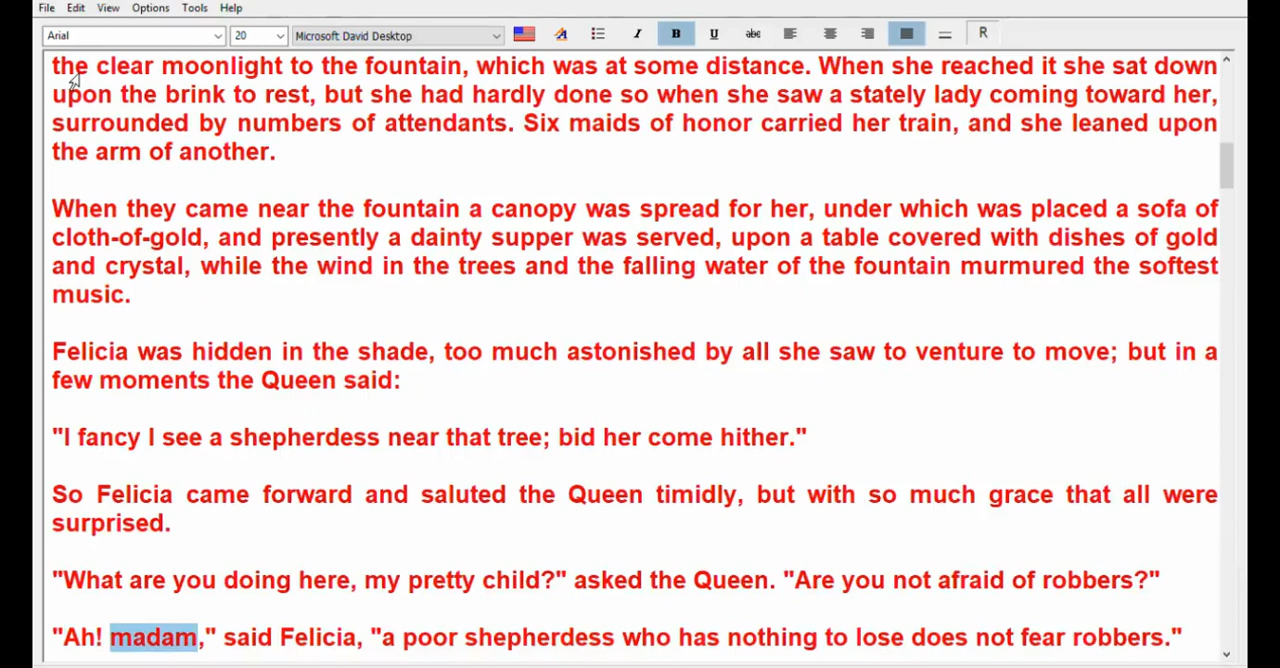 File Edit View Options Tools Help
Arial 20 Microsoft David Desktop I B U abc R
the clear moonlight to the fountain, which was at some distance. When she reached it she sat down
upon the brink to rest, but she had hardly done so when she saw a stately lady coming toward her,
surrounded by numbers of attendants. Six maids of honor carried her train, and she leaned upon
the arm of another.
When they came near the fountain a canopy was spread for her, under which was placed a sofa of
cloth-of-gold, and presently a dainty supper was served, upon a table covered with dishes of gold
and crystal, while the wind in the trees and the falling water of the fountain murmured the softest
music.
Felicia was hidden in the shade, too much astonished by all she saw to venture to move; but in a
few moments the Queen said:
"I fancy I see a shepherdess near that tree; bid her come hither."
So Felicia came forward and saluted the Queen timidly, but with so much grace that all were
surprised.
"What are you doing here, my pretty child?" asked the Queen. "Are you not afraid of robbers?"
"Ah! madam," said Felicia, "a poor shepherdess who has nothing to lose does not fear robbers."